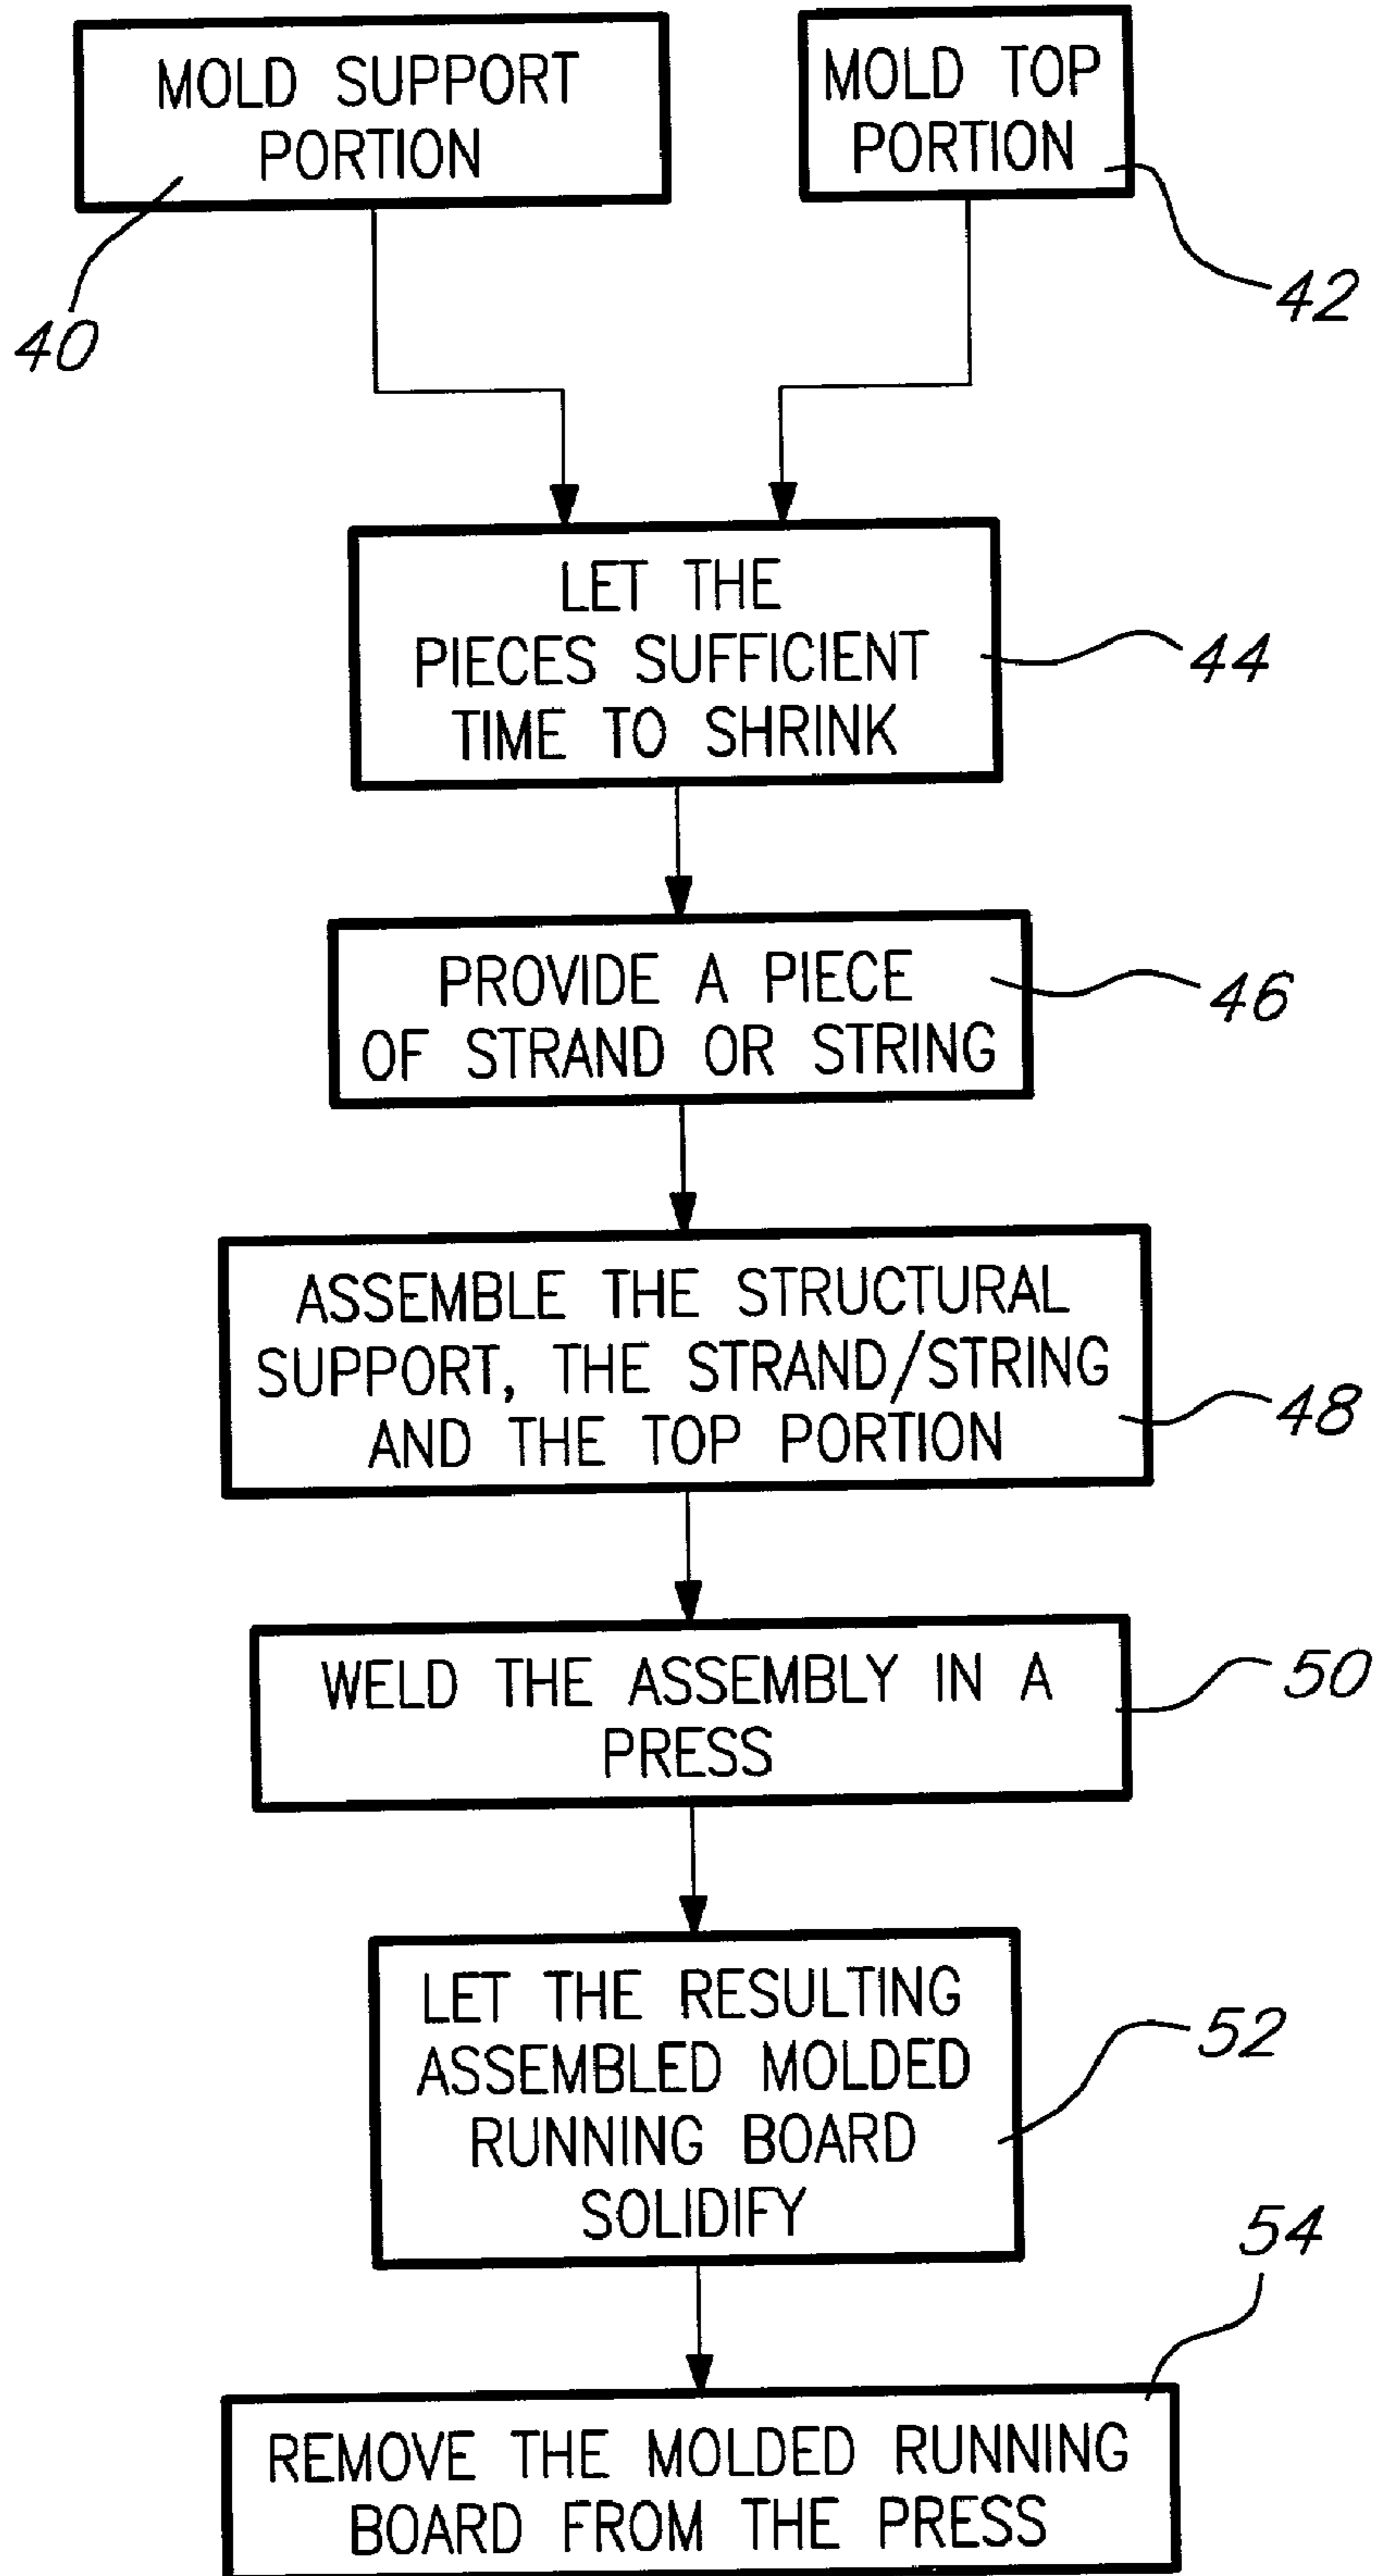 MOLD SUPPORT
PORTION
40
MOLD TOP
PORTION
42
LET THE
PIECES SUFFICIENT
TIME TO SHRINK
44
PROVIDE A PIECE
OF STRAND OR STRING
46
ASSEMBLE THE STRUCTURAL
SUPPORT, THE STRAND/STRING
AND THE TOP PORTION
48
WELD THE ASSEMBLY IN A
PRESS
50
LET THE RESULTING
ASSEMBLED MOLDED
RUNNING BOARD
SOLIDIFY
52
54
REMOVE THE MOLDED RUNNING
BOARD FROM THE PRESS